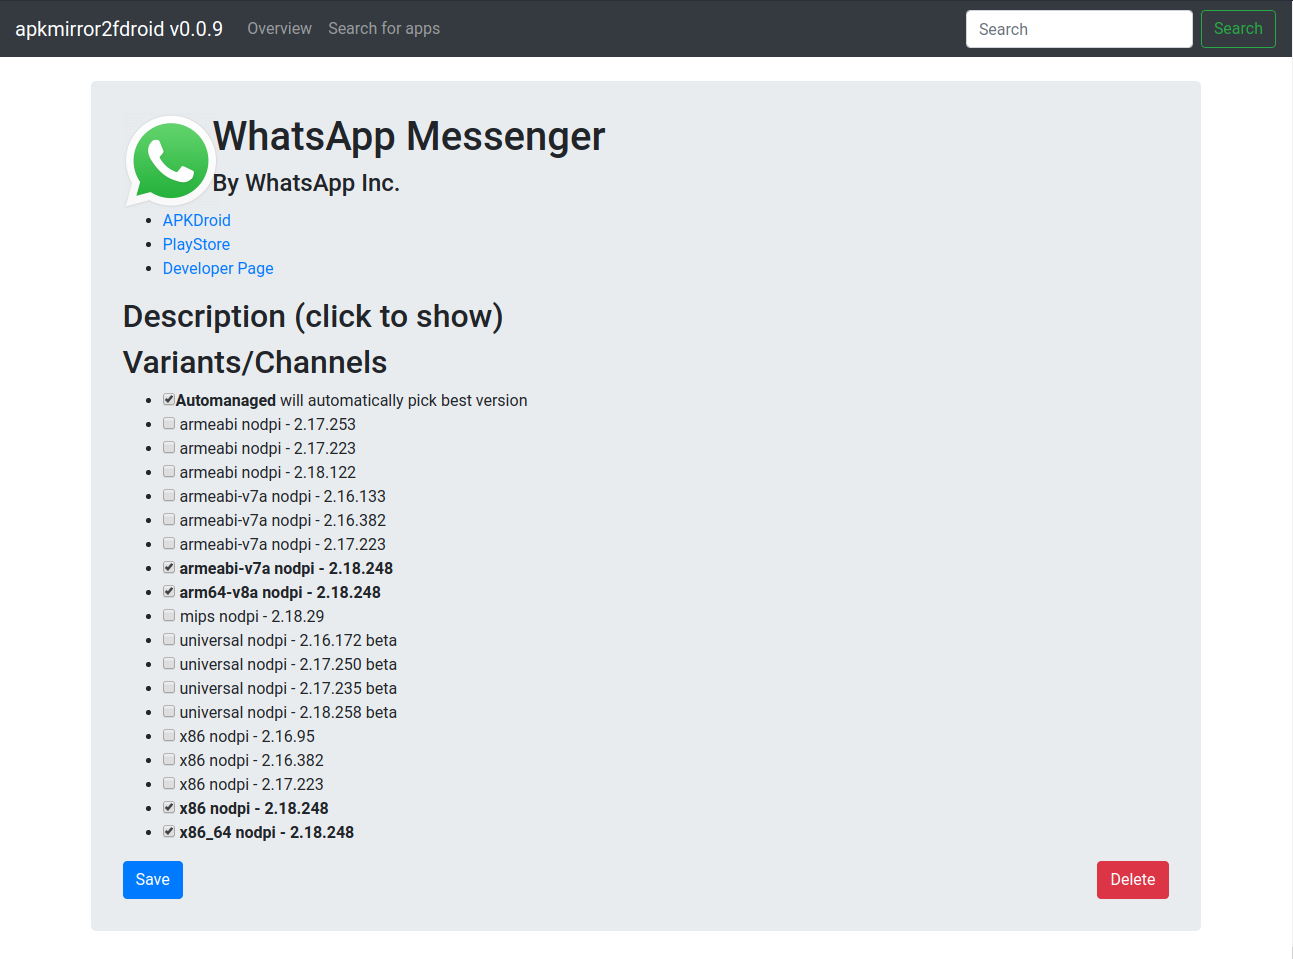 apkmirror2fdroid v0.0.9 Overview Search for apps Search Search
WhatsApp Messenger
By WhatsApp Inc.
APKDroid
PlayStore
Developer Page
Description (click to show)
Variants/Channels
Automanaged will automatically pick best version
armeabi nodpi - 2.17.253
armeabi nodpi - 2.17.223
armeabi nodpi - 2.18.122
armeabi-v7a nodpi - 2.16.133
armeabi-v7a nodpi - 2.16.382
armeabi-v7a nodpi - 2.17.223
armeabi-v7a nodpi - 2.18.248
arm64-v8a nodpi - 2.18.248
mips nodpi - 2.18.29
universal nodpi - 2.16.172 beta
universal nodpi - 2.17.250 beta
universal nodpi - 2.17.235 beta
universal nodpi - 2.18.258 beta
x86 nodpi - 2.16.95
x86 nodpi - 2.16.382
x86 nodpi - 2.17.223
x86 nodpi - 2.18.248
x86_64 nodpi - 2.18.248
Save Delete